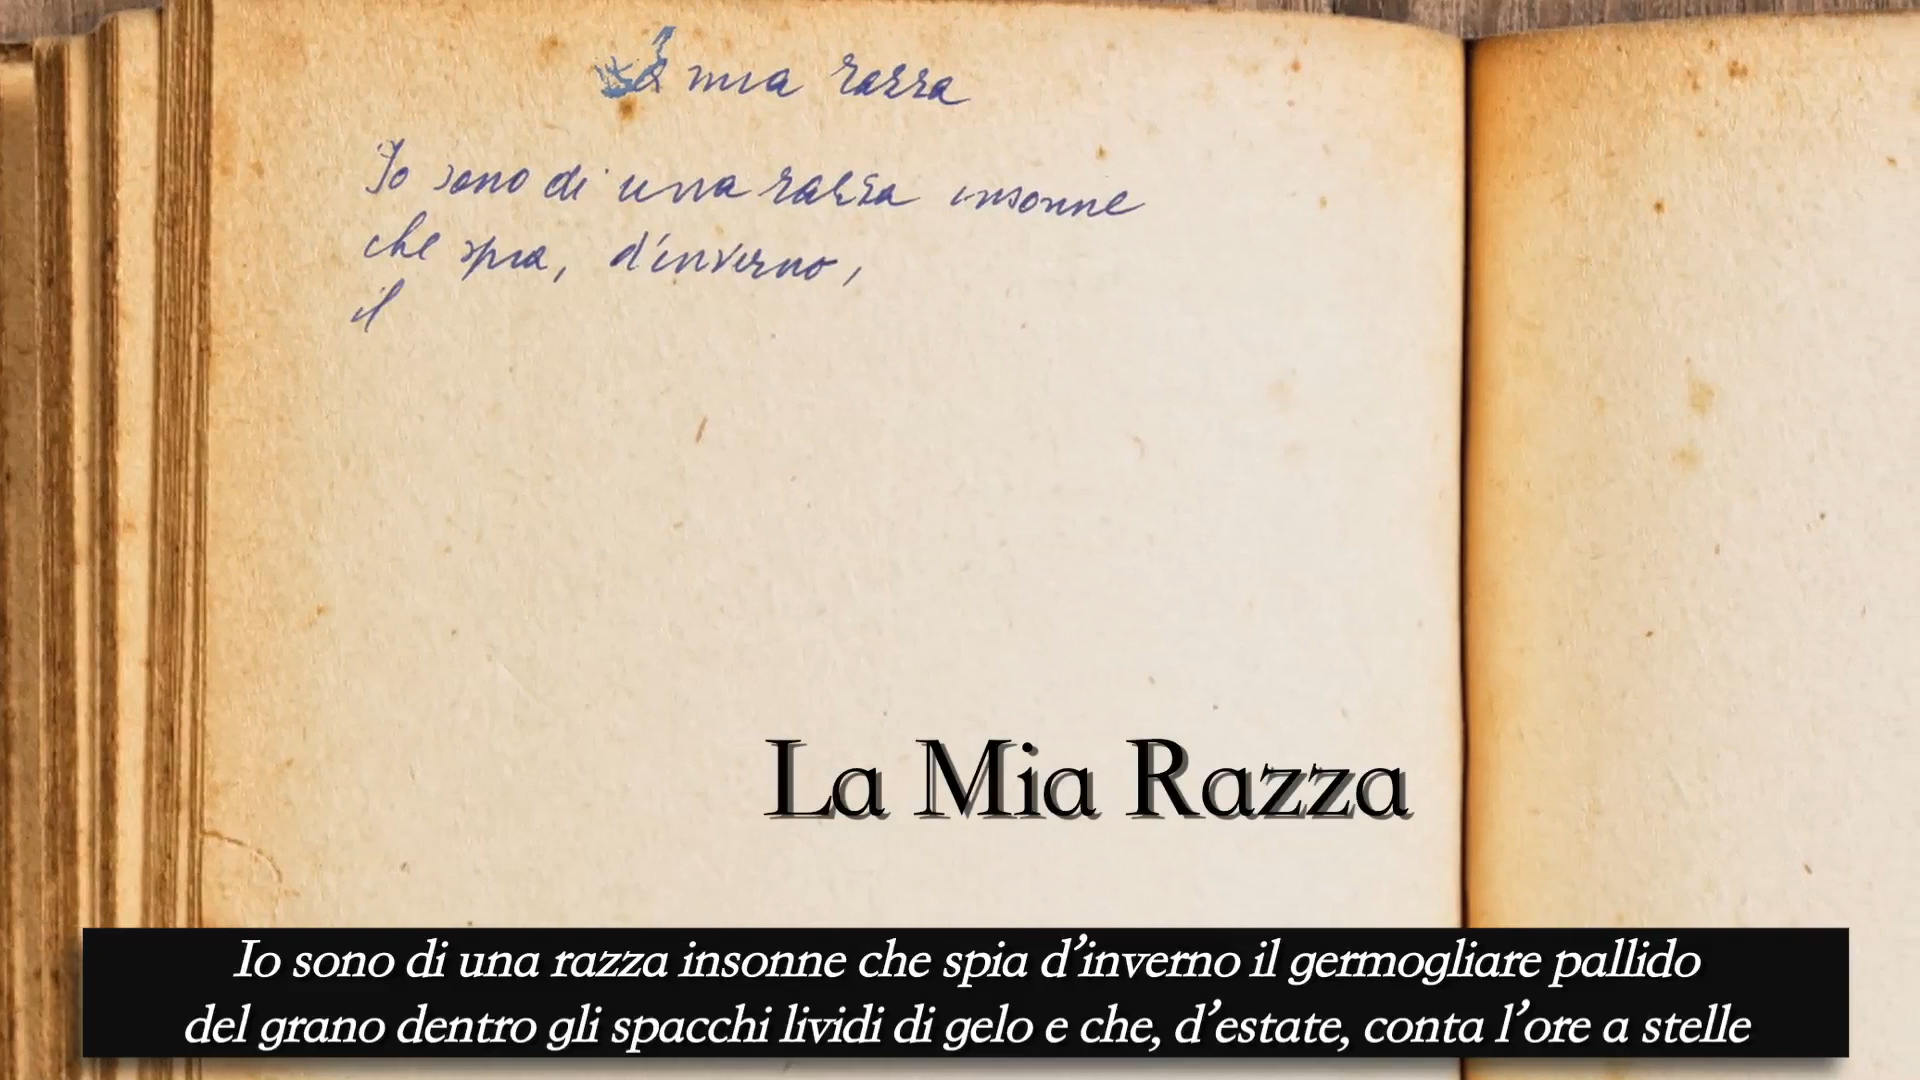 La mia razza
Io sono di una razza insonne
che spia, d'inverno,
il
La Mia Razza
Io sono di una razza insonne che spia d’inverno il germogliare pallido
del grano dentro gli spacchi lividi di gelo e che, d’estate, conta l’ore a stelle